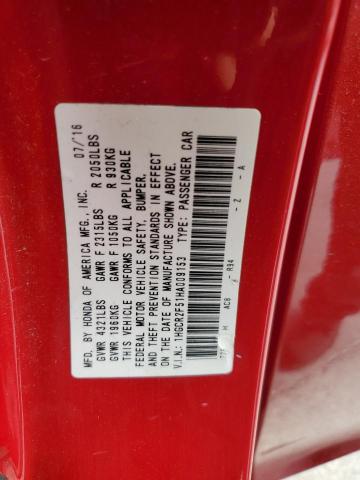 MFD. BY HONDA OF AMERICA MFG., INC. 07/16
GVWR 4321LBS GAWR F 2315LBS R 2050LBS
GVWR 1960KG GAWR F 1050KG R 930KG
THIS VEHICLE CONFORMS TO ALL APPLICABLE
FEDERAL MOTOR VEHICLE SAFETY, BUMPER,
AND THEFT PREVENTION STANDARDS IN EFFECT
ON THE DATE OF MANUFACTURE SHOWN ABOVE.
V.I.N.: 1HGCR2F51HA009153 TYPE: PASSENGER CAR
H AC8 R94 - Z - A